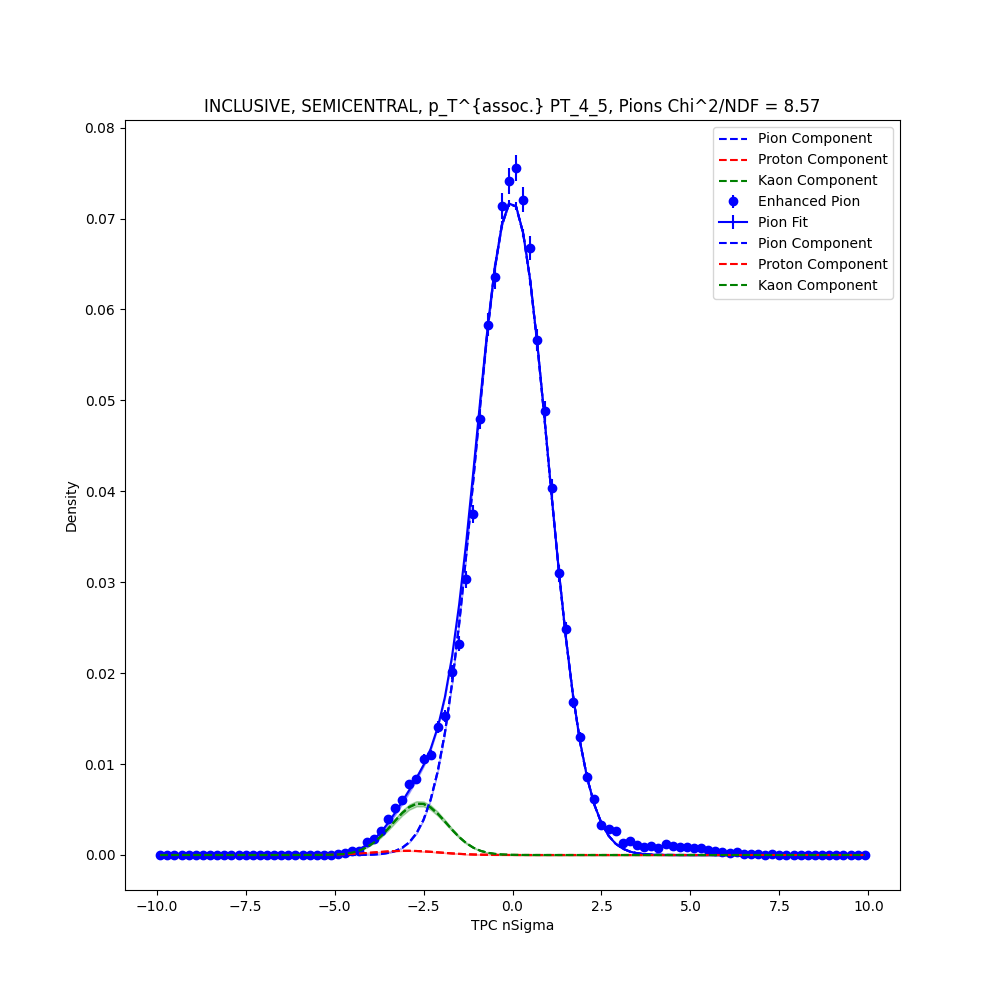 INCLUSIVE, SEMICENTRAL, p_T^{assoc.} PT_4_5, Pions Chi^2/NDF = 8.57
Pion Component
Proton Component
Kaon Component
Enhanced Pion
Pion Fit
Pion Component
Proton Component
Kaon Component
Density
0.08
0.07
0.06
0.05
0.04
0.03
0.02
0.01
0.00
−10.0 −7.5 −5.0 −2.5 0.0 2.5 5.0 7.5 10.0
TPC nSigma